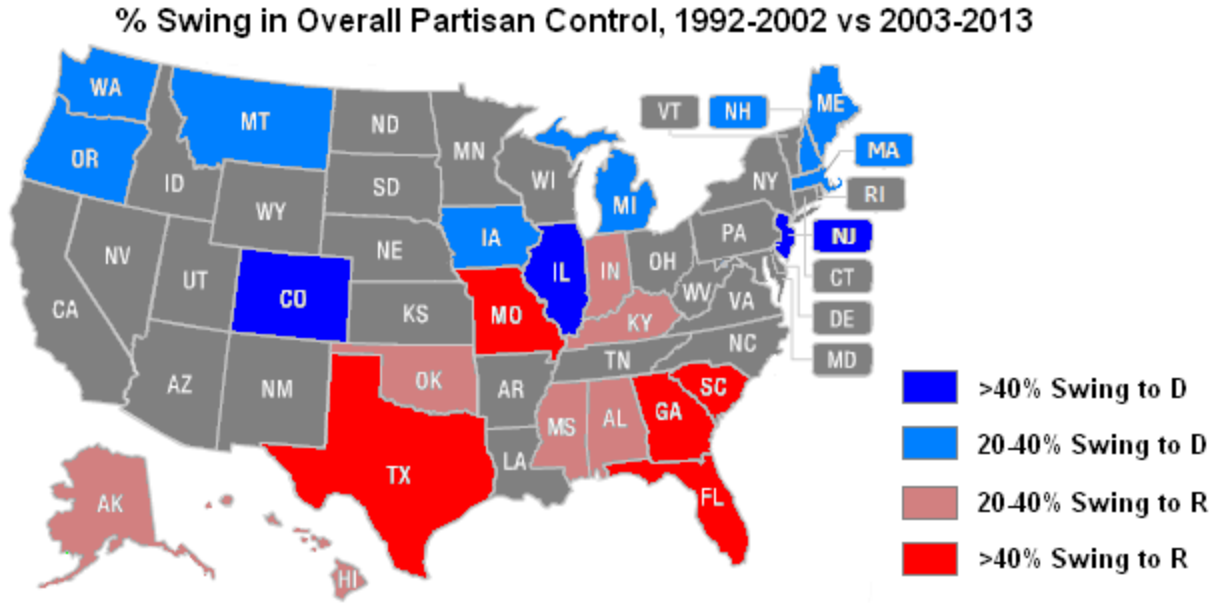 % Swing in Overall Partisan Control, 1992-2002 vs 2003-2013
WA
MT
ND
MN
VT
NH
ME
OR
ID
SD
WI
MI
NY
MA
RI
WY
IA
NE
PA
NJ
NV
UT
CO
IL
IN
OH
WV
VA
CT
CA
KS
MO
KY
DE
NC
MD
AZ
NM
OK
AR
TN
SC
>40% Swing to D
MS
AL
GA
20-40% Swing to D
TX
LA
FL
AK
20-40% Swing to R
HI
>40% Swing to R